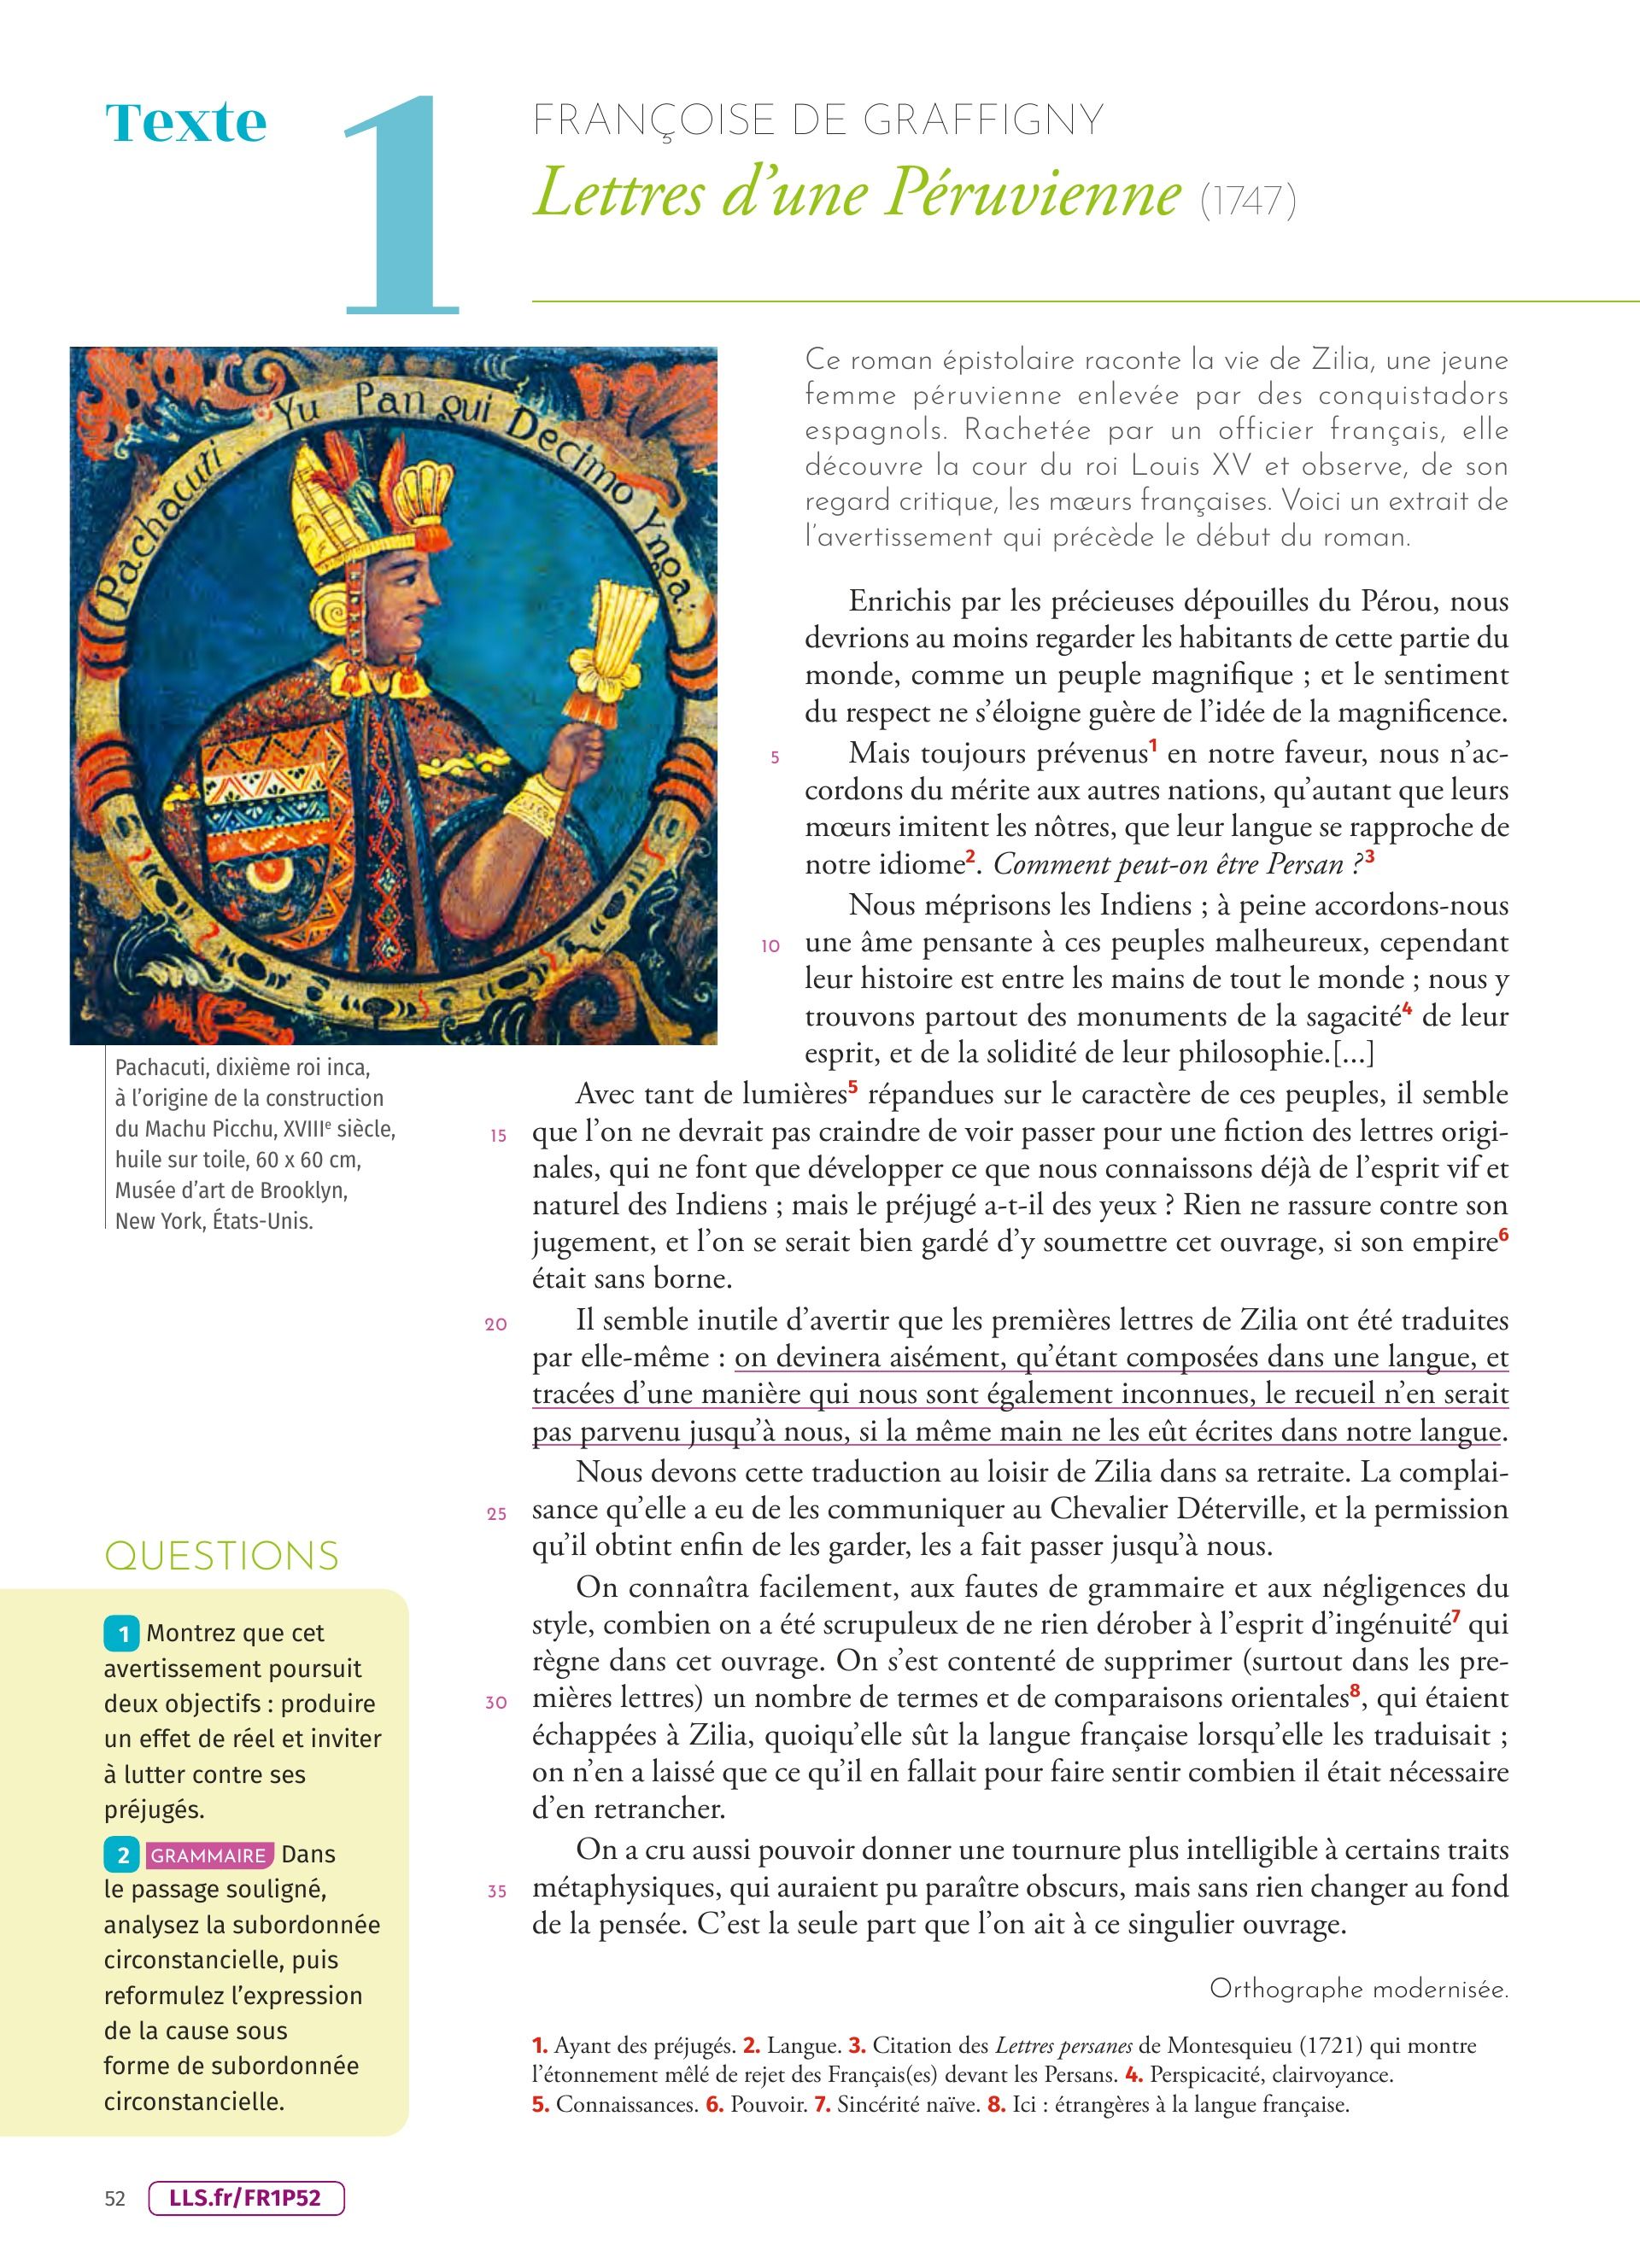 Texte 1
FRANÇOISE DE GRAFFIGNY
Lettres d’une Péruvienne (1747)
Pachacuti . Yu Pan qui Decimo Ynga.
Pachacuti, dixième roi inca,
à l’origine de la construction
du Machu Picchu, XVIIIe siècle,
huile sur toile, 60 x 60 cm,
Musée d’art de Brooklyn,
New York, États-Unis.
Ce roman épistolaire raconte la vie de Zilia, une jeune
femme péruvienne enlevée par des conquistadors
espagnols. Rachetée par un officier français, elle
découvre la cour du roi Louis XV et observe, de son
regard critique, les mœurs françaises. Voici un extrait de
l’avertissement qui précède le début du roman.
Enrichis par les précieuses dépouilles du Pérou, nous
devrions au moins regarder les habitants de cette partie du
monde, comme un peuple magnifique ; et le sentiment
du respect ne s’éloigne guère de l’idée de la magnificence.
5 Mais toujours prévenus1 en notre faveur, nous n’ac-
cordons du mérite aux autres nations, qu’autant que leurs
mœurs imitent les nôtres, que leur langue se rapproche de
notre idiome2. Comment peut-on être Persan ?3
Nous méprisons les Indiens ; à peine accordons-nous
10 une âme pensante à ces peuples malheureux, cependant
leur histoire est entre les mains de tout le monde ; nous y
trouvons partout des monuments de la sagacité4 de leur
esprit, et de la solidité de leur philosophie.[...]
Avec tant de lumières5 répandues sur le caractère de ces peuples, il semble
15 que l’on ne devrait pas craindre de voir passer pour une fiction des lettres origi-
nales, qui ne font que développer ce que nous connaissons déjà de l’esprit vif et
naturel des Indiens ; mais le préjugé a-t-il des yeux ? Rien ne rassure contre son
jugement, et l’on se serait bien gardé d’y soumettre cet ouvrage, si son empire6
était sans borne.
20 Il semble inutile d’avertir que les premières lettres de Zilia ont été traduites
par elle-même : on devinera aisément, qu’étant composées dans une langue, et
tracées d’une manière qui nous sont également inconnues, le recueil n’en serait
pas parvenu jusqu’à nous, si la même main ne les eût écrites dans notre langue.
Nous devons cette traduction au loisir de Zilia dans sa retraite. La complai-
25 sance qu’elle a eu de les communiquer au Chevalier Déterville, et la permission
qu’il obtint enfin de les garder, les a fait passer jusqu’à nous.
On connaîtra facilement, aux fautes de grammaire et aux négligences du
style, combien on a été scrupuleux de ne rien dérober à l’esprit d’ingénuité7 qui
règne dans cet ouvrage. On s’est contenté de supprimer (surtout dans les pre-
30 mières lettres) un nombre de termes et de comparaisons orientales8, qui étaient
échappées à Zilia, quoiqu’elle sût la langue française lorsqu’elle les traduisait ;
on n’en a laissé que ce qu’il en fallait pour faire sentir combien il était nécessaire
d’en retrancher.
On a cru aussi pouvoir donner une tournure plus intelligible à certains traits
35 métaphysiques, qui auraient pu paraître obscurs, mais sans rien changer au fond
de la pensée. C’est la seule part que l’on ait à ce singulier ouvrage.
Orthographe modernisée.
1. Ayant des préjugés. 2. Langue. 3. Citation des Lettres persanes de Montesquieu (1721) qui montre
l’étonnement mêlé de rejet des Français(es) devant les Persans. 4. Perspicacité, clairvoyance.
5. Connaissances. 6. Pouvoir. 7. Sincérité naïve. 8. Ici : étrangères à la langue française.
QUESTIONS
1 Montrez que cet
avertissement poursuit
deux objectifs : produire
un effet de réel et inviter
à lutter contre ses
préjugés.
2 GRAMMAIRE Dans
le passage souligné,
analysez la subordonnée
circonstancielle, puis
reformulez l’expression
de la cause sous
forme de subordonnée
circonstancielle.
52 LLS.fr/FR1P52